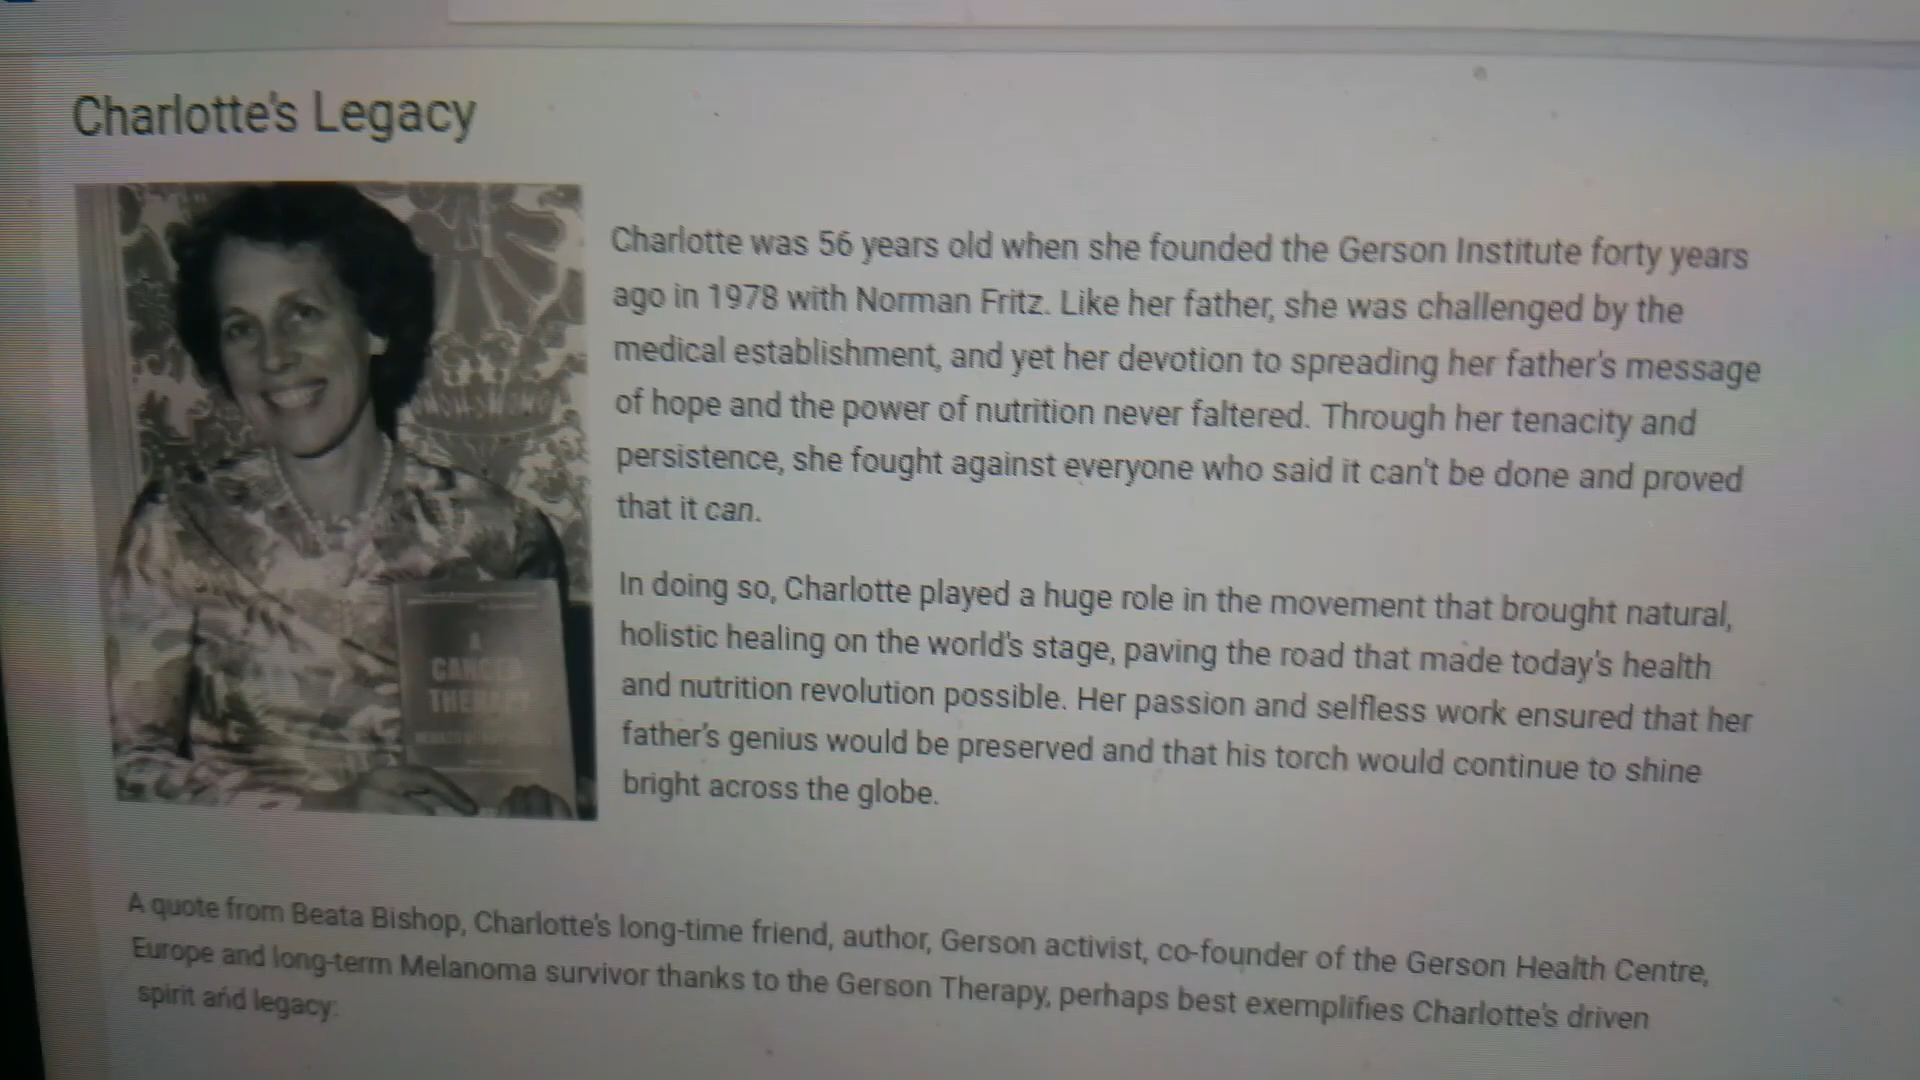 Charlotte's Legacy
Charlotte was 56 years old when she founded the Gerson Institute forty years
ago in 1978 with Norman Fritz. Like her father, she was challenged by the
medical establishment, and yet her devotion to spreading her father's message
of hope and the power of nutrition never faltered. Through her tenacity and
persistence, she fought against everyone who said it can't be done and proved
that it can.
In doing so, Charlotte played a huge role in the movement that brought natural,
holistic healing on the world's stage, paving the road that made today's health
and nutrition revolution possible. Her passion and selfless work ensured that her
father's genius would be preserved and that his torch would continue to shine
bright across the globe.
A
CANCER
THERAPY
A quote from Beata Bishop, Charlotte's long-time friend, author, Gerson activist, co-founder of the Gerson Health Centre,
Europe and long-term Melanoma survivor thanks to the Gerson Therapy, perhaps best exemplifies Charlotte's driven
spirit and legacy: